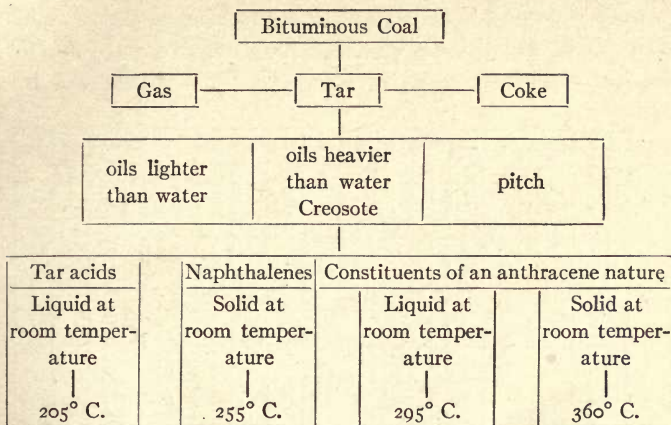 Bituminous Coal
Gas Tar Coke
oils lighter
than water
oils heavier
than water
Creosote
pitch
Tar acids Naphthalenes Constituents of an anthracene nature
Liquid at
room temper-
ature
205° C.
Solid at
room temper-
ature
255° C.
Liquid at
room temper-
ature
295° C.
Solid at
room temper-
ature
360° C.